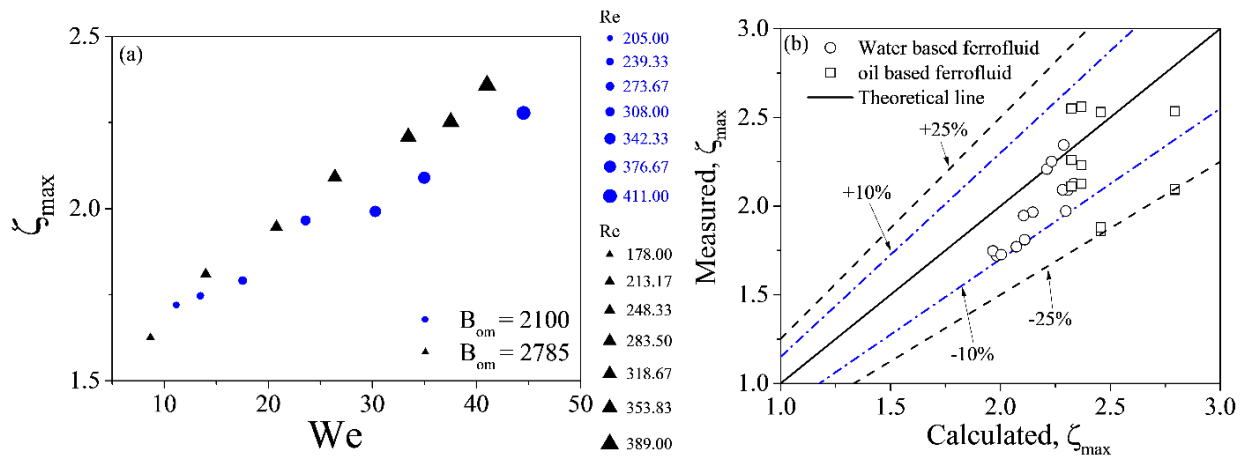 (a)
2.5
2.0
1.5
ζmax
10 20 30 40 50
We
Bom = 2100
Bom = 2785
Re
205.00
239.33
273.67
308.00
342.33
376.67
411.00
Re
178.00
213.17
248.33
283.50
318.67
353.83
389.00
(b)
Water based ferrofluid
oil based ferrofluid
Theoretical line
+25%
+10%
-25%
-10%
3.0
2.5
2.0
1.5
1.0
Measured, ζmax
1.0 1.5 2.0 2.5 3.0
Calculated, ζmax